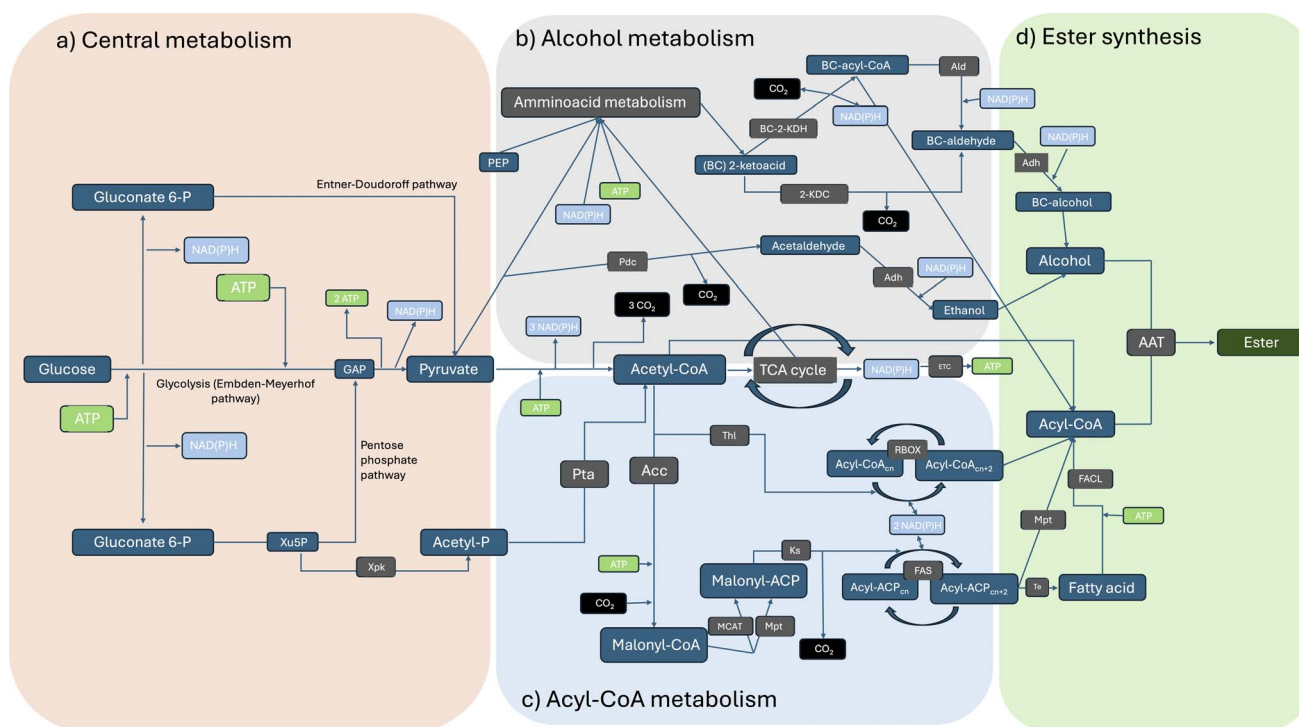 a) Central metabolism
Gluconate 6-P
Entner-Doudoroff pathway
NAD(P)H
ATP
2 ATP
NAD(P)H
Glucose
GAP
Pyruvate
Glycolysis (Embden-Meyerhof
pathway)
ATP
NAD(P)H
Pentose
phosphate
pathway
Gluconate 6-P
Xu5P
Xpk
Acetyl-P
b) Alcohol metabolism
BC-acyl-CoA
Ald
CO2
NAD(P)H
Amminoacid metabolism
BC-2-KDH
PEP
(BC) 2-ketoacid
BC-aldehyde
ATP
2-KDC
NAD(P)H
CO2
Acetaldehyde
Pdc
CO2
Adh
NAD(P)H
3 CO2
Ethanol
3 NAD(P)H
Acetyl-CoA
TCA cycle
NAD(P)H
ETC
ATP
ATP
Thl
Pta
Acc
RBOX
Acyl-CoAcn
Acyl-CoAcn+2
2 NAD(P)H
ATP
Ks
Malonyl-ACP
FAS
Acyl-ACPcn
Acyl-ACPcn+2
CO2
MCAT
Mpt
Malonyl-CoA
CO2
c) Acyl-CoA metabolism
d) Ester synthesis
NAD(P)H
NAD(P)H
Adh
BC-alcohol
Alcohol
AAT
Ester
Acyl-CoA
FACL
Mpt
ATP
Te
Fatty acid